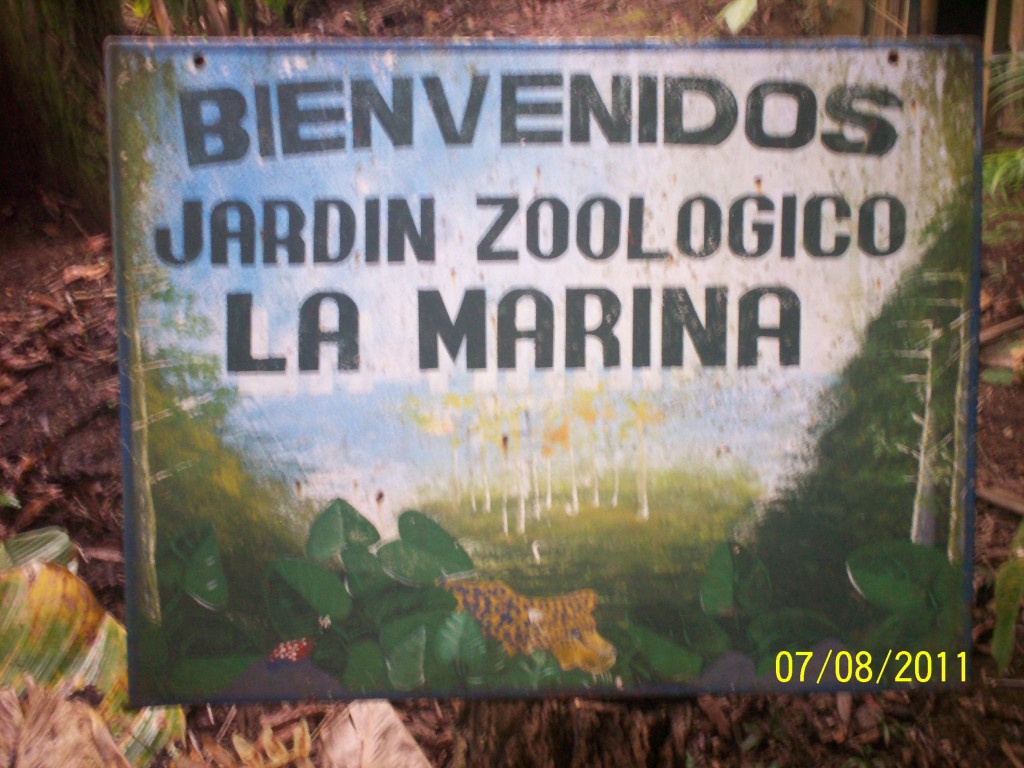 BIENVENIDOS
JARDIN ZOOLOGICO
LA MARINA
07/08/2011